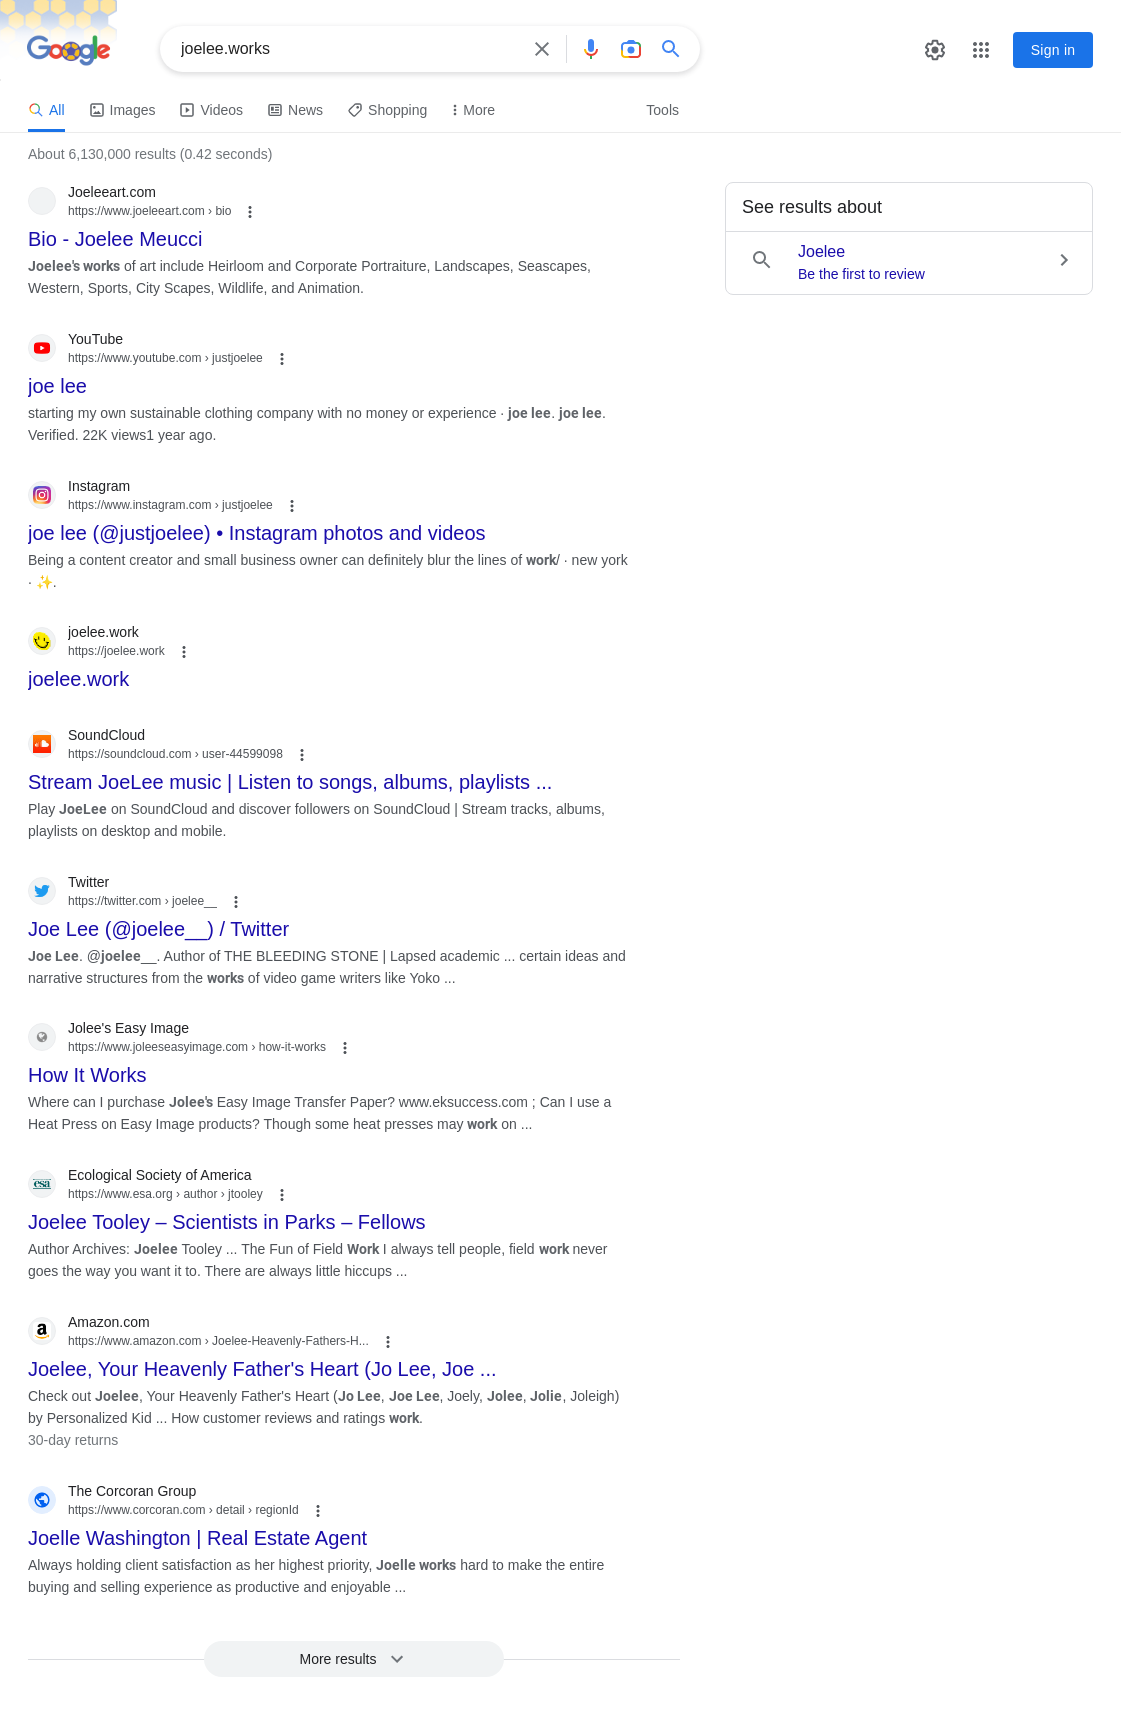 Google
joelee.works
Sign in
All
Images
Videos
News
Shopping
More
Tools
About 6,130,000 results (0.42 seconds)
Joeleeart.com
https://www.joeleeart.com › bio
Bio - Joelee Meucci
Joelee's works of art include Heirloom and Corporate Portraiture, Landscapes, Seascapes,
Western, Sports, City Scapes, Wildlife, and Animation.
YouTube
https://www.youtube.com › justjoelee
joe lee
starting my own sustainable clothing company with no money or experience · joe lee. joe lee.
Verified. 22K views1 year ago.
Instagram
https://www.instagram.com › justjoelee
joe lee (@justjoelee) • Instagram photos and videos
Being a content creator and small business owner can definitely blur the lines of work/ · new york
· ✨.
joelee.work
https://joelee.work
joelee.work
SoundCloud
https://soundcloud.com › user-44599098
Stream JoeLee music | Listen to songs, albums, playlists ...
Play JoeLee on SoundCloud and discover followers on SoundCloud | Stream tracks, albums,
playlists on desktop and mobile.
Twitter
https://twitter.com › joelee__
Joe Lee (@joelee__) / Twitter
Joe Lee. @joelee__. Author of THE BLEEDING STONE | Lapsed academic ... certain ideas and
narrative structures from the works of video game writers like Yoko ...
Jolee's Easy Image
https://www.joleeseasyimage.com › how-it-works
How It Works
Where can I purchase Jolee's Easy Image Transfer Paper? www.eksuccess.com ; Can I use a
Heat Press on Easy Image products? Though some heat presses may work on ...
esa
Ecological Society of America
https://www.esa.org › author › jtooley
Joelee Tooley – Scientists in Parks – Fellows
Author Archives: Joelee Tooley ... The Fun of Field Work I always tell people, field work never
goes the way you want it to. There are always little hiccups ...
Amazon.com
https://www.amazon.com › Joelee-Heavenly-Fathers-H...
Joelee, Your Heavenly Father's Heart (Jo Lee, Joe ...
Check out Joelee, Your Heavenly Father's Heart (Jo Lee, Joe Lee, Joely, Jolee, Jolie, Joleigh)
by Personalized Kid ... How customer reviews and ratings work.
30-day returns
The Corcoran Group
https://www.corcoran.com › detail › regionId
Joelle Washington | Real Estate Agent
Always holding client satisfaction as her highest priority, Joelle works hard to make the entire
buying and selling experience as productive and enjoyable ...
More results
See results about
Joelee
Be the first to review